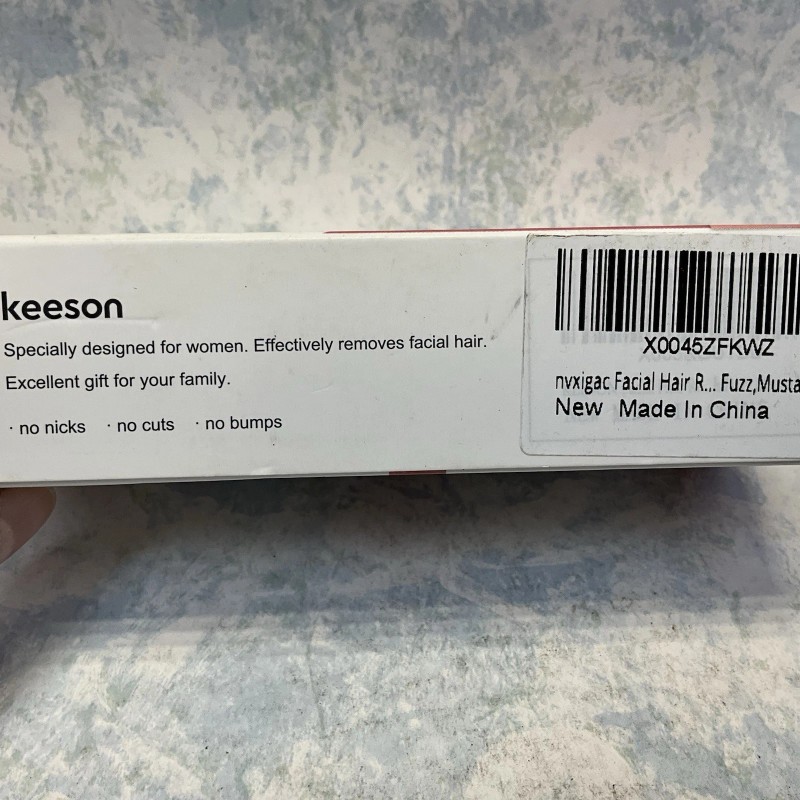 keeson
Specially designed for women. Effectively removes facial hair.
Excellent gift for your family.
· no nicks · no cuts · no bumps
X0045ZFKWZ
nvxigac Facial Hair R... Fuzz,Musta
New Made In China